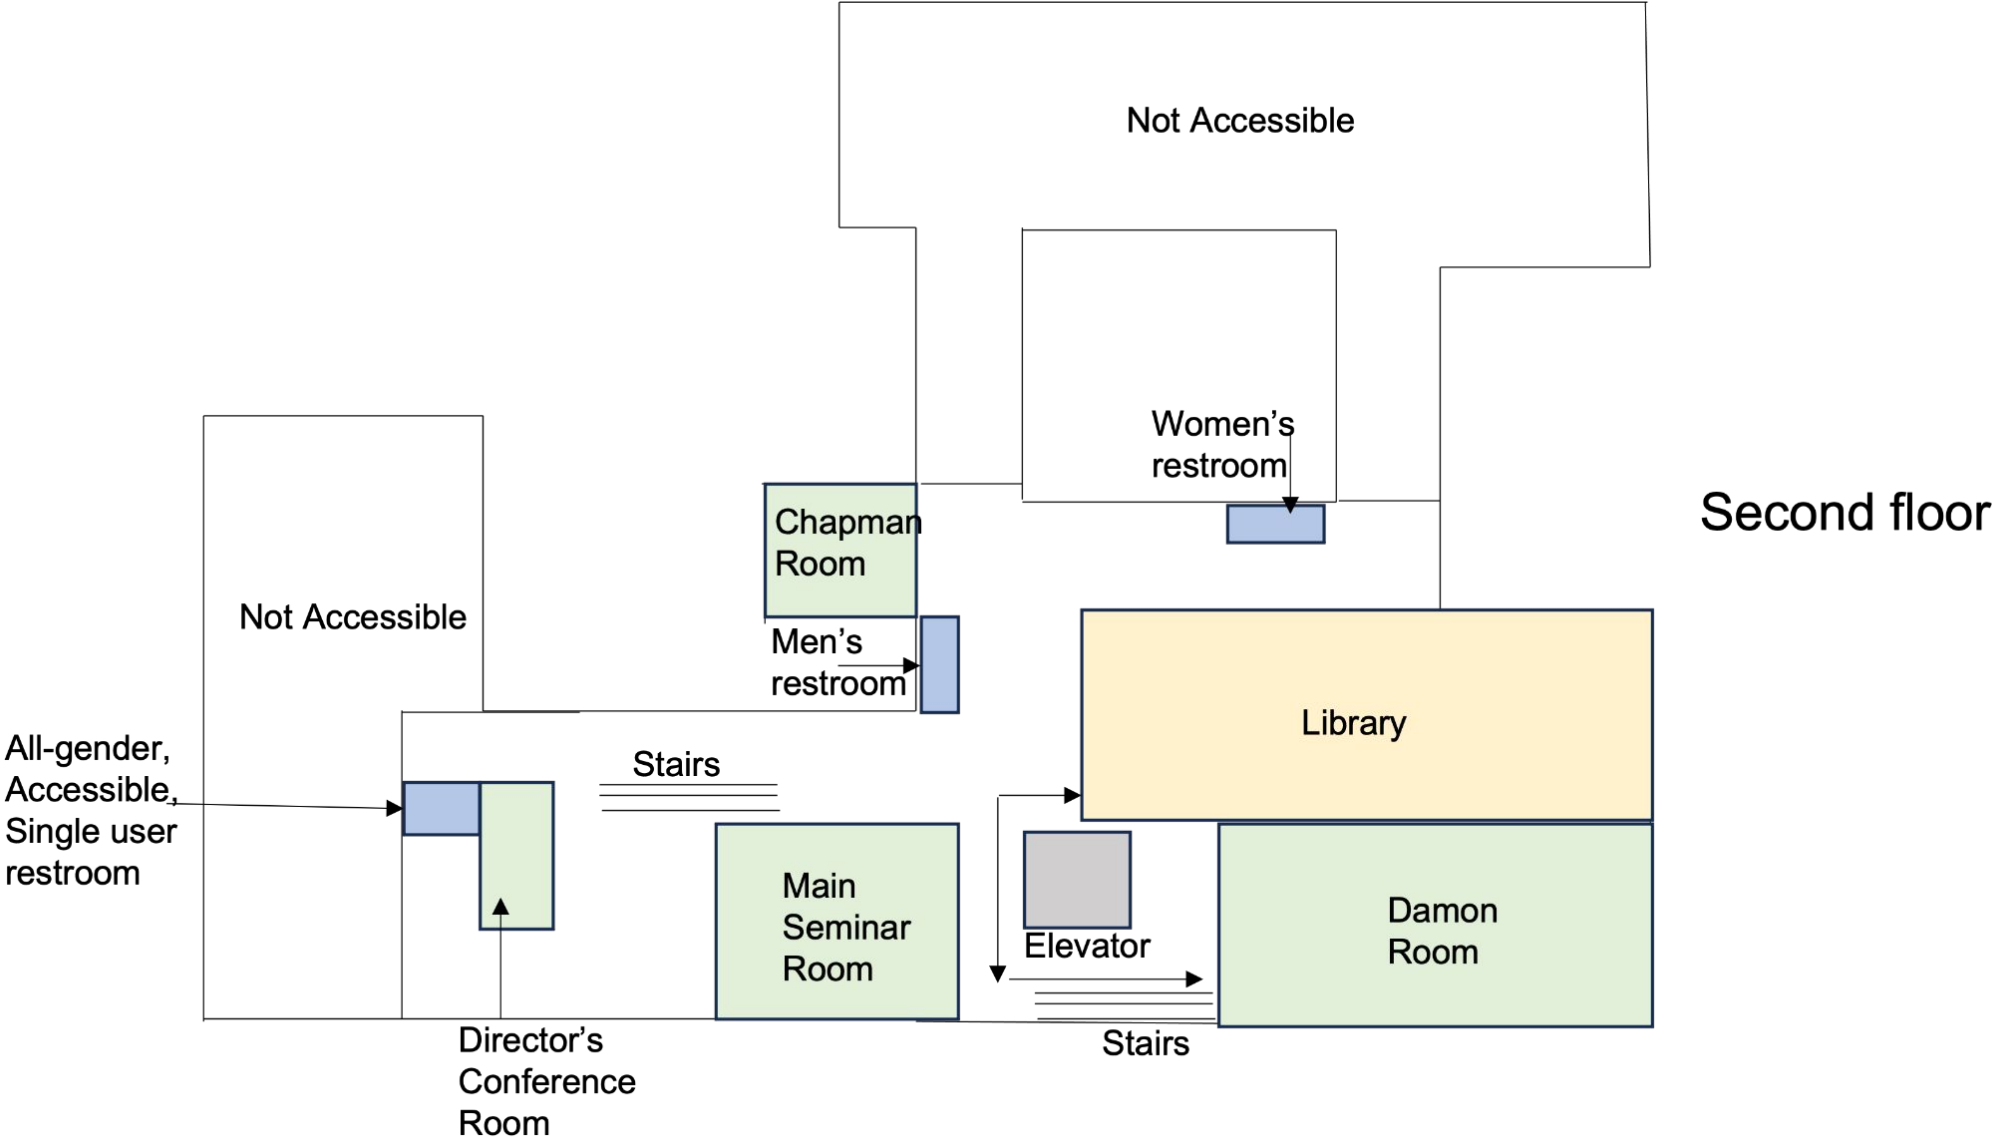 Not Accessible
Women’s
restroom
Second floor
Chapman
Room
Not Accessible
Men’s
restroom
Library
All-gender,
Accessible,
Single user
restroom
Stairs
Main
Seminar
Room
Elevator
Damon
Room
Stairs
Director’s
Conference
Room